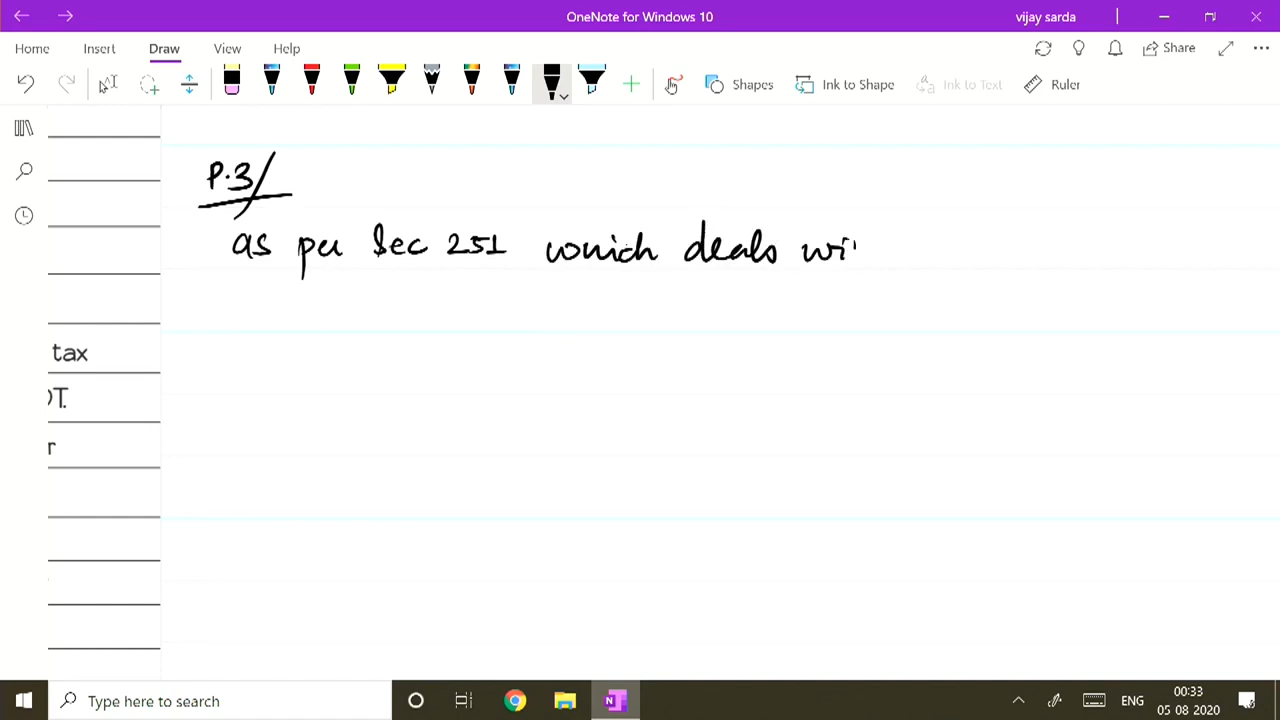 OneNote for Windows 10
vijay sarda
Home Insert Draw View Help
Share
Shapes Ink to Shape Ink to Text Ruler
P.3/
as per Sec 251 which deals wi
tax
T.
r
Type here to search
ENG
00:33
05-08-2020